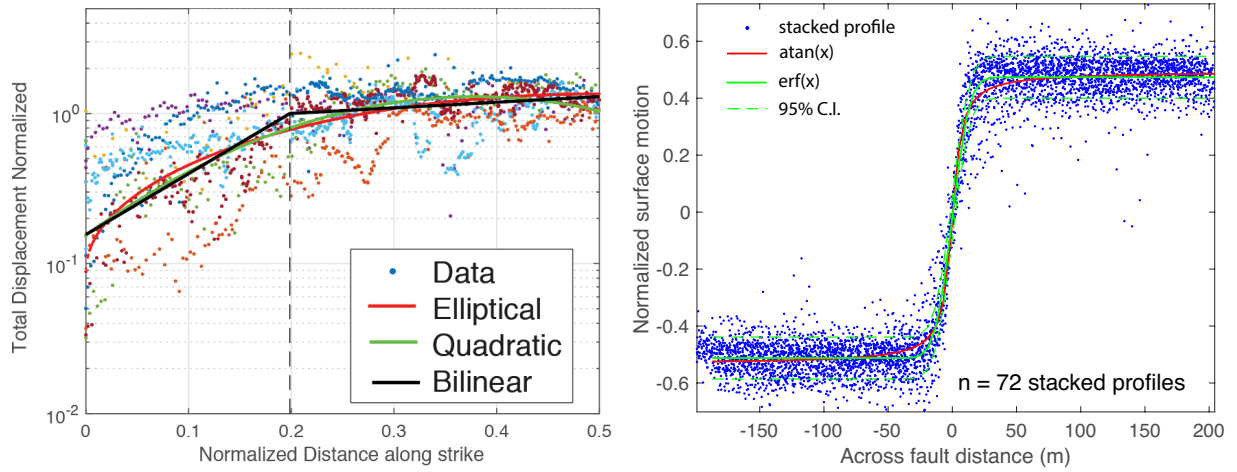 Total Displacement Normalized
10^0
10^-1
10^-2
Data
Elliptical
Quadratic
Bilinear
0 0.1 0.2 0.3 0.4 0.5
Normalized Distance along strike
Normalized surface motion
0.6
0.4
0.2
0
-0.2
-0.4
-0.6
stacked profile
atan(x)
erf(x)
95% C.I.
n = 72 stacked profiles
-150 -100 -50 0 50 100 150 200
Across fault distance (m)